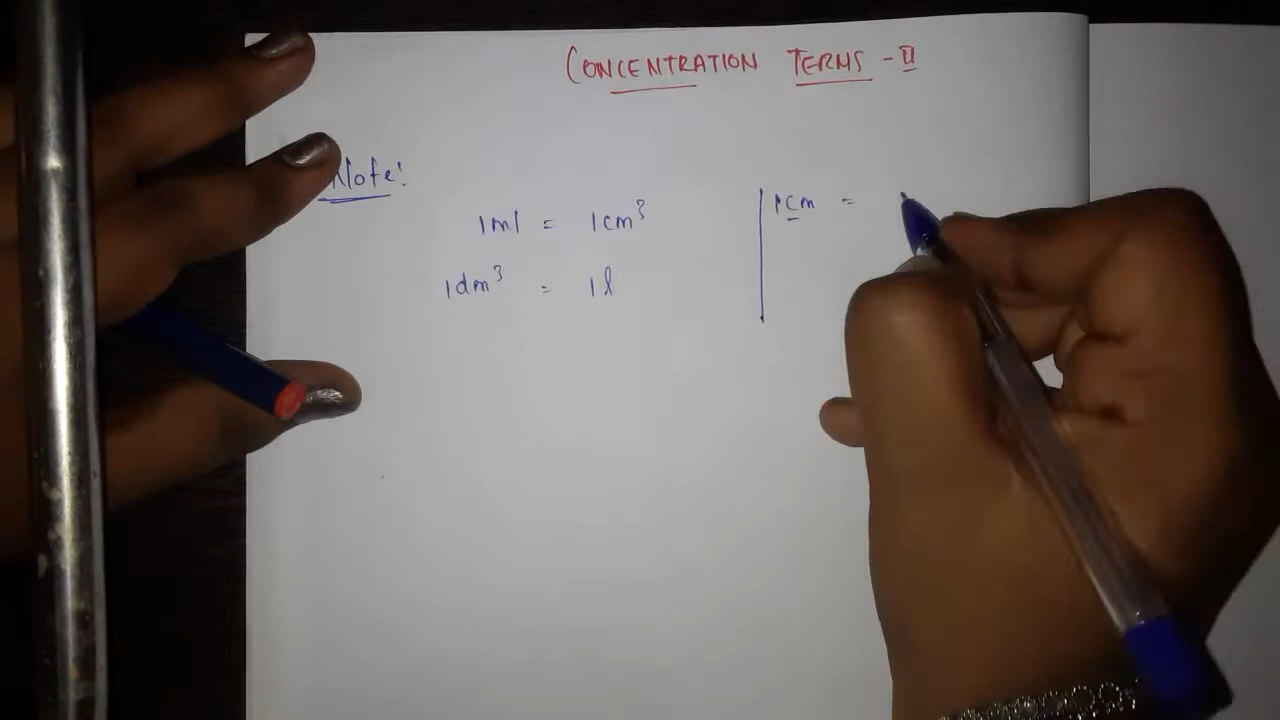 CONCENTRATION TERMS - II
Note:
1ml = 1cm³
1dm³ = 1l
1cm =